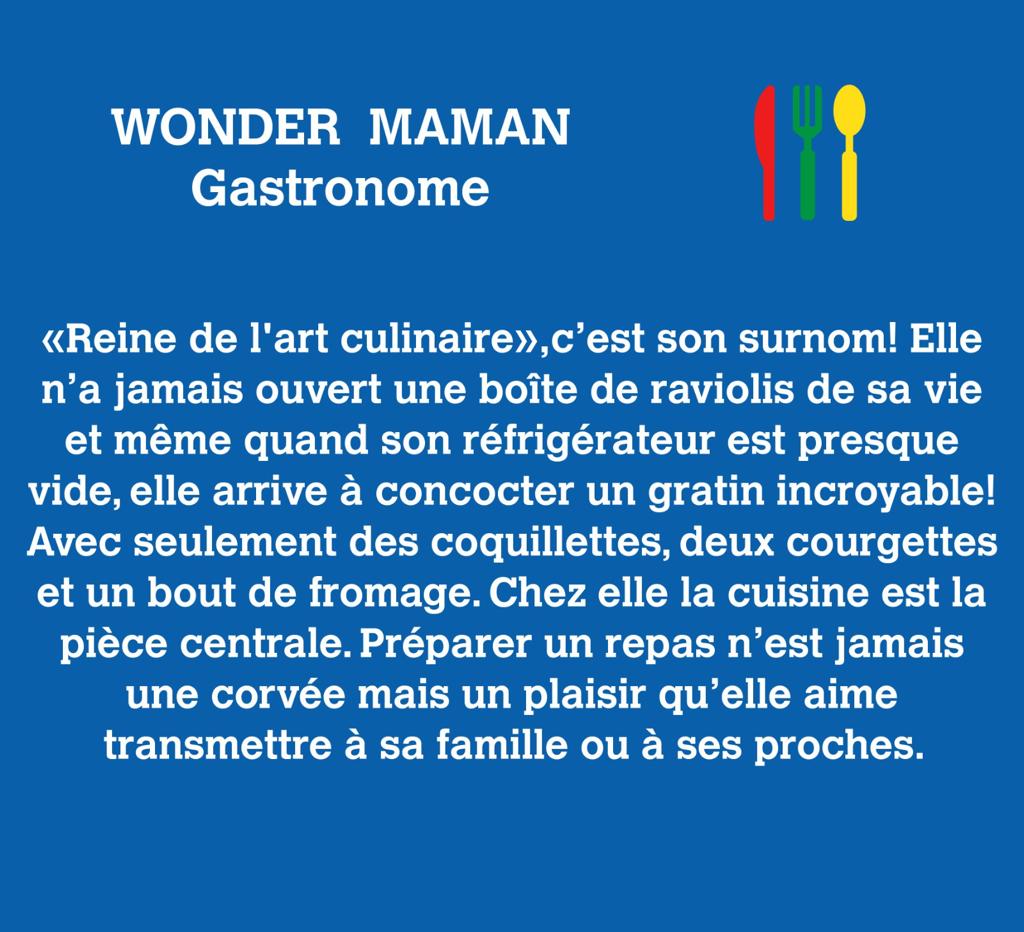 WONDER MAMAN
Gastronome
«Reine de l'art culinaire»,c’est son surnom! Elle
n’a jamais ouvert une boîte de raviolis de sa vie
et même quand son réfrigérateur est presque
vide, elle arrive à concocter un gratin incroyable!
Avec seulement des coquillettes, deux courgettes
et un bout de fromage. Chez elle la cuisine est la
pièce centrale. Préparer un repas n’est jamais
une corvée mais un plaisir qu’elle aime
transmettre à sa famille ou à ses proches.